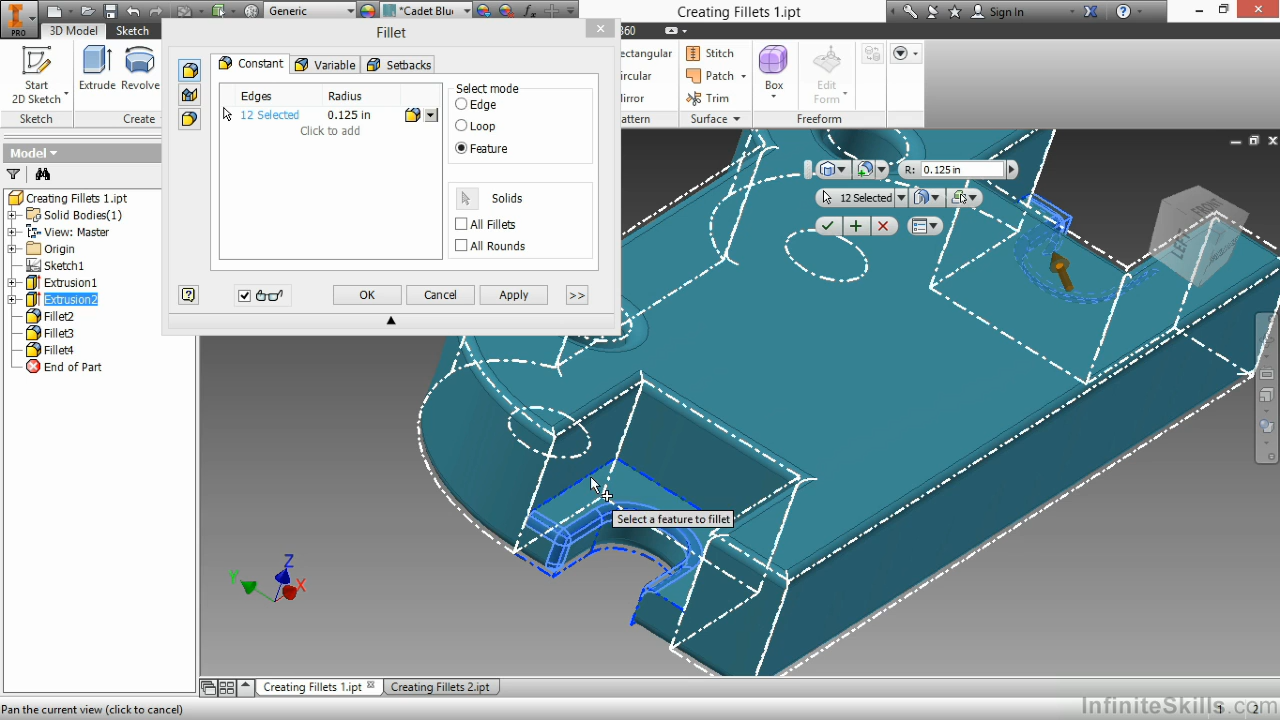 Generic
*Cadet Blu
Creating Fillets 1.ipt
Sign In
PRO
3D Model
Sketch
360
Fillet
Start
2D Sketch
Extrude
Revolve
Sketch
Create
Constant
Variable
Setbacks
Edges
Radius
12 Selected
0.125 in
Click to add
Select mode
Edge
Loop
Feature
Solids
All Fillets
All Rounds
OK
Cancel
Apply
>>
ectangular
ircular
irror
attern
Stitch
Patch
Trim
Surface
Box
Edit
Form
Freeform
Model
Creating Fillets 1.ipt
Solid Bodies(1)
View: Master
Origin
Sketch1
Extrusion1
Extrusion2
Fillet2
Fillet3
Fillet4
End of Part
R: 0.125 in
12 Selected
LEFT
FRONT
Select a feature to fillet
Z
Y
X
Creating Fillets 1.ipt
Creating Fillets 2.ipt
Pan the current view (click to cancel)
1
2
InfiniteSkills.com